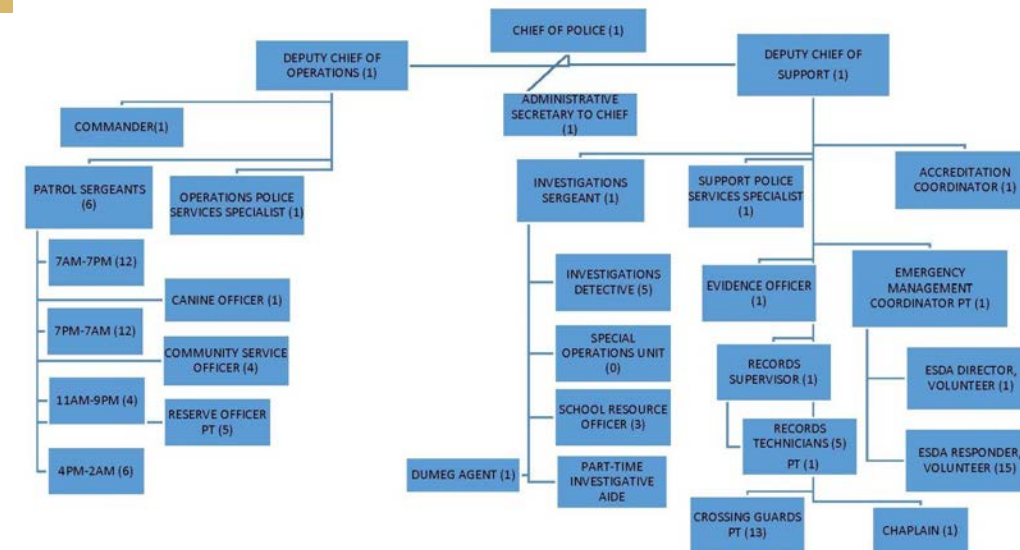 CHIEF OF POLICE (1)
DEPUTY CHIEF OF
OPERATIONS (1)
DEPUTY CHIEF OF
SUPPORT (1)
ADMINISTRATIVE
SECRETARY TO CHIEF
(1)
COMMANDER(1)
PATROL SERGEANTS
(6)
OPERATIONS POLICE
SERVICES SPECIALIST (1)
INVESTIGATIONS
SERGEANT (1)
SUPPORT POLICE
SERVICES SPECIALIST
(1)
ACCREDITATION
COORDINATOR (1)
7AM-7PM (12)
CANINE OFFICER (1)
7PM-7AM (12)
COMMUNITY SERVICE
OFFICER (4)
11AM-9PM (4)
RESERVE OFFICER
PT (5)
4PM-2AM (6)
INVESTIGATIONS
DETECTIVE (5)
SPECIAL
OPERATIONS UNIT
(0)
SCHOOL RESOURCE
OFFICER (3)
DUMEG AGENT (1)
PART-TIME
INVESTIGATIVE
AIDE
EVIDENCE OFFICER
(1)
EMERGENCY
MANAGEMENT
COORDINATOR PT (1)
RECORDS
SUPERVISOR (1)
ESDA DIRECTOR,
VOLUNTEER (1)
RECORDS
TECHNICIANS (5)
PT (1)
ESDA RESPONDER,
VOLUNTEER (15)
CROSSING GUARDS
PT (13)
CHAPLAIN (1)